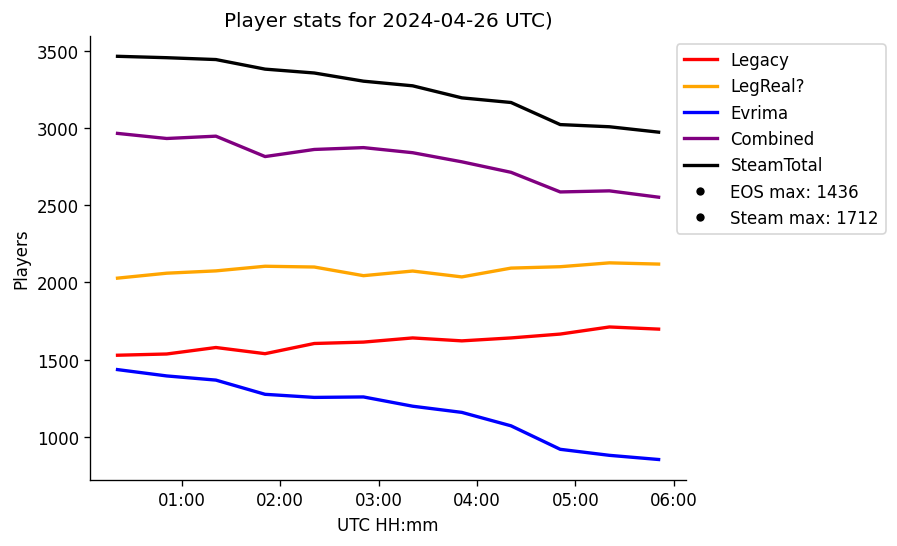 Player stats for 2024-04-26 UTC)
Players
3500
3000
2500
2000
1500
1000
01:00
02:00
03:00
04:00
05:00
06:00
UTC HH:mm
Legacy
LegReal?
Evrima
Combined
SteamTotal
EOS max: 1436
Steam max: 1712